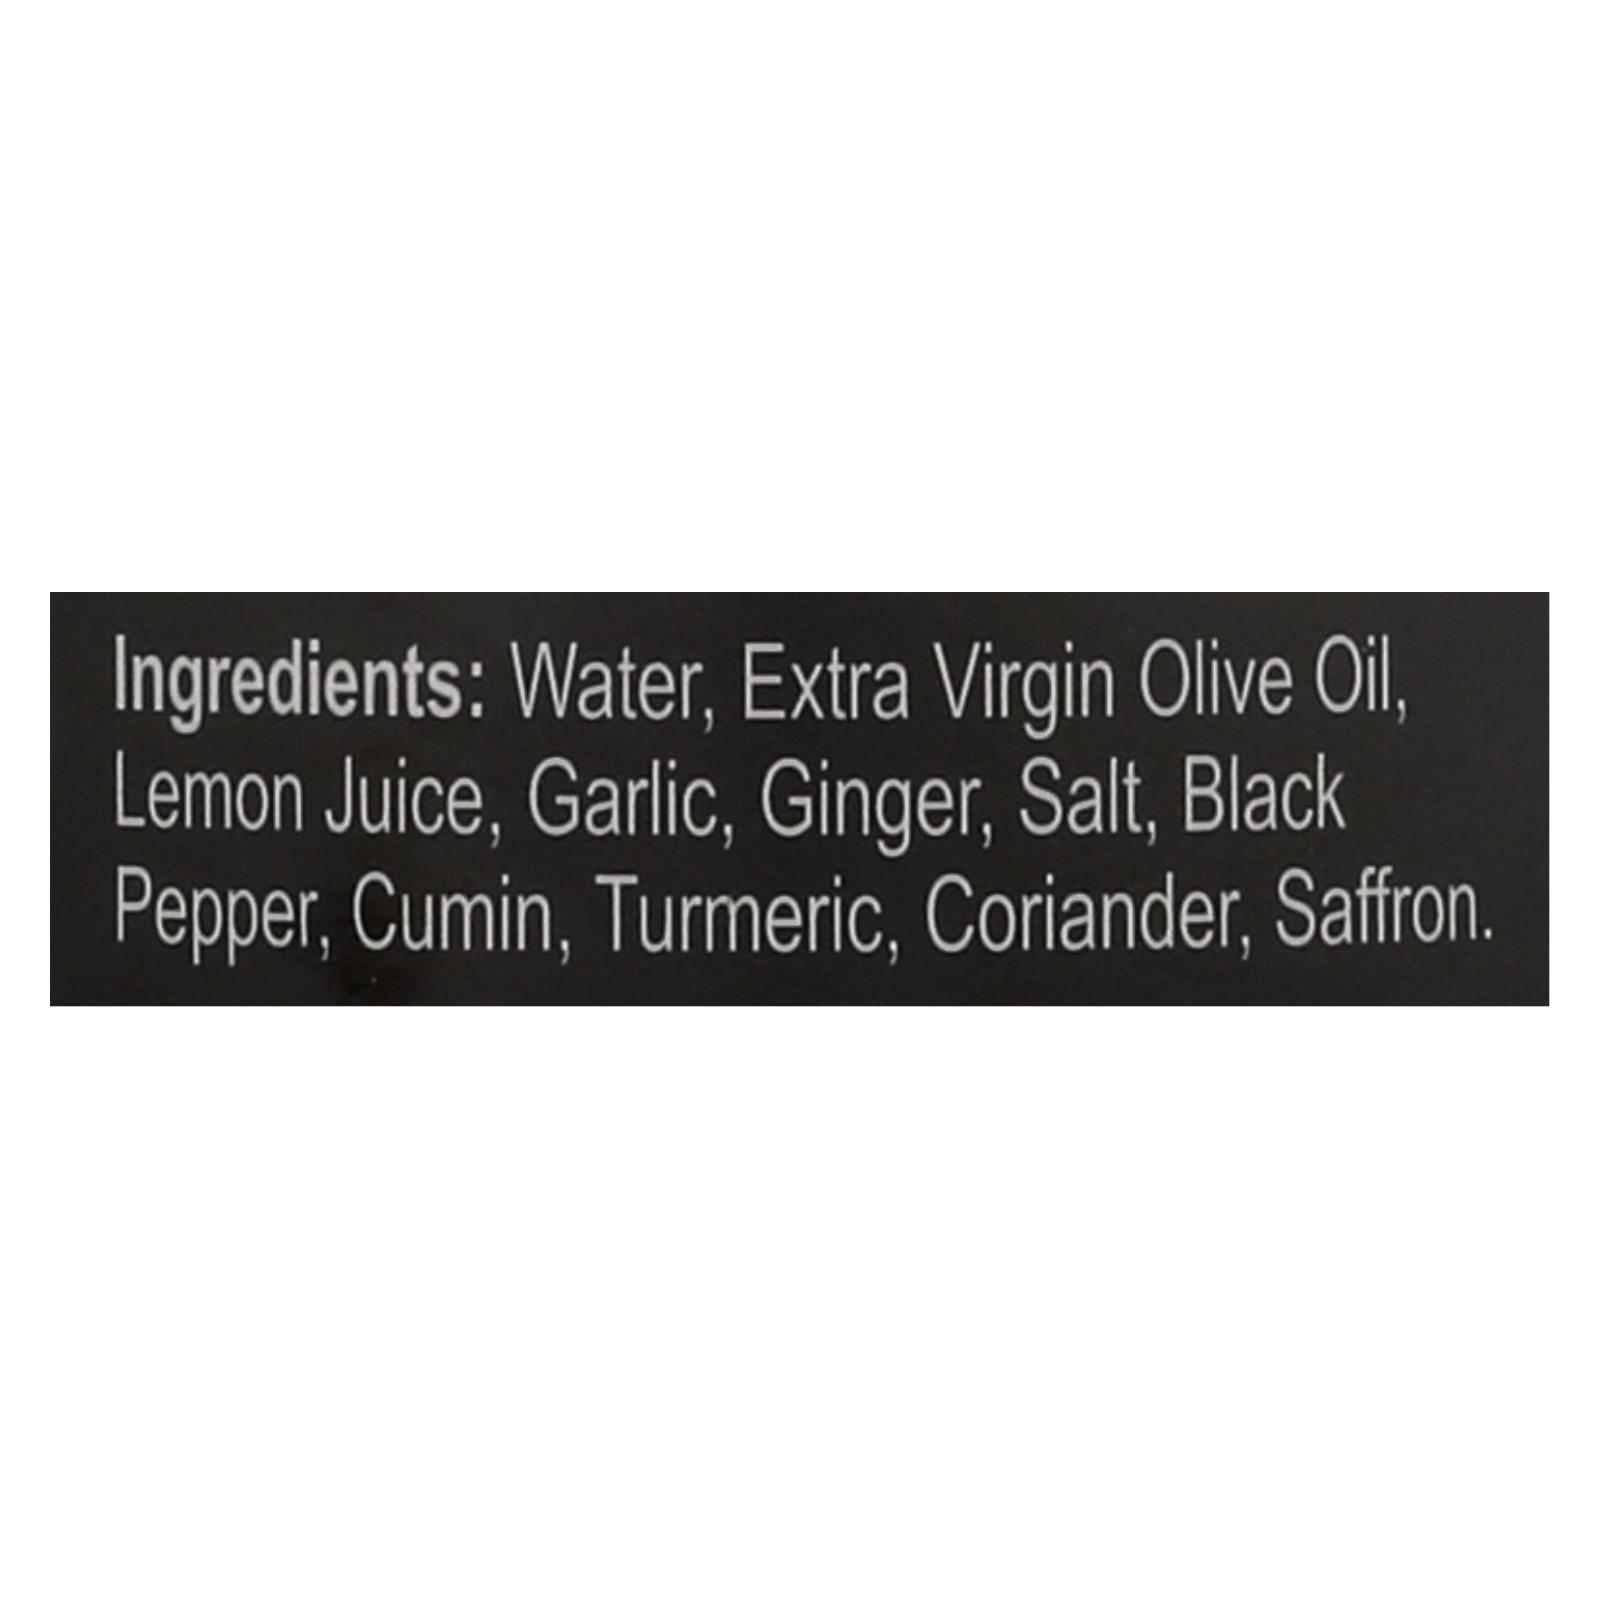 Ingredients: Water, Extra Virgin Olive Oil,
Lemon Juice, Garlic, Ginger, Salt, Black
Pepper, Cumin, Turmeric, Coriander, Saffron.